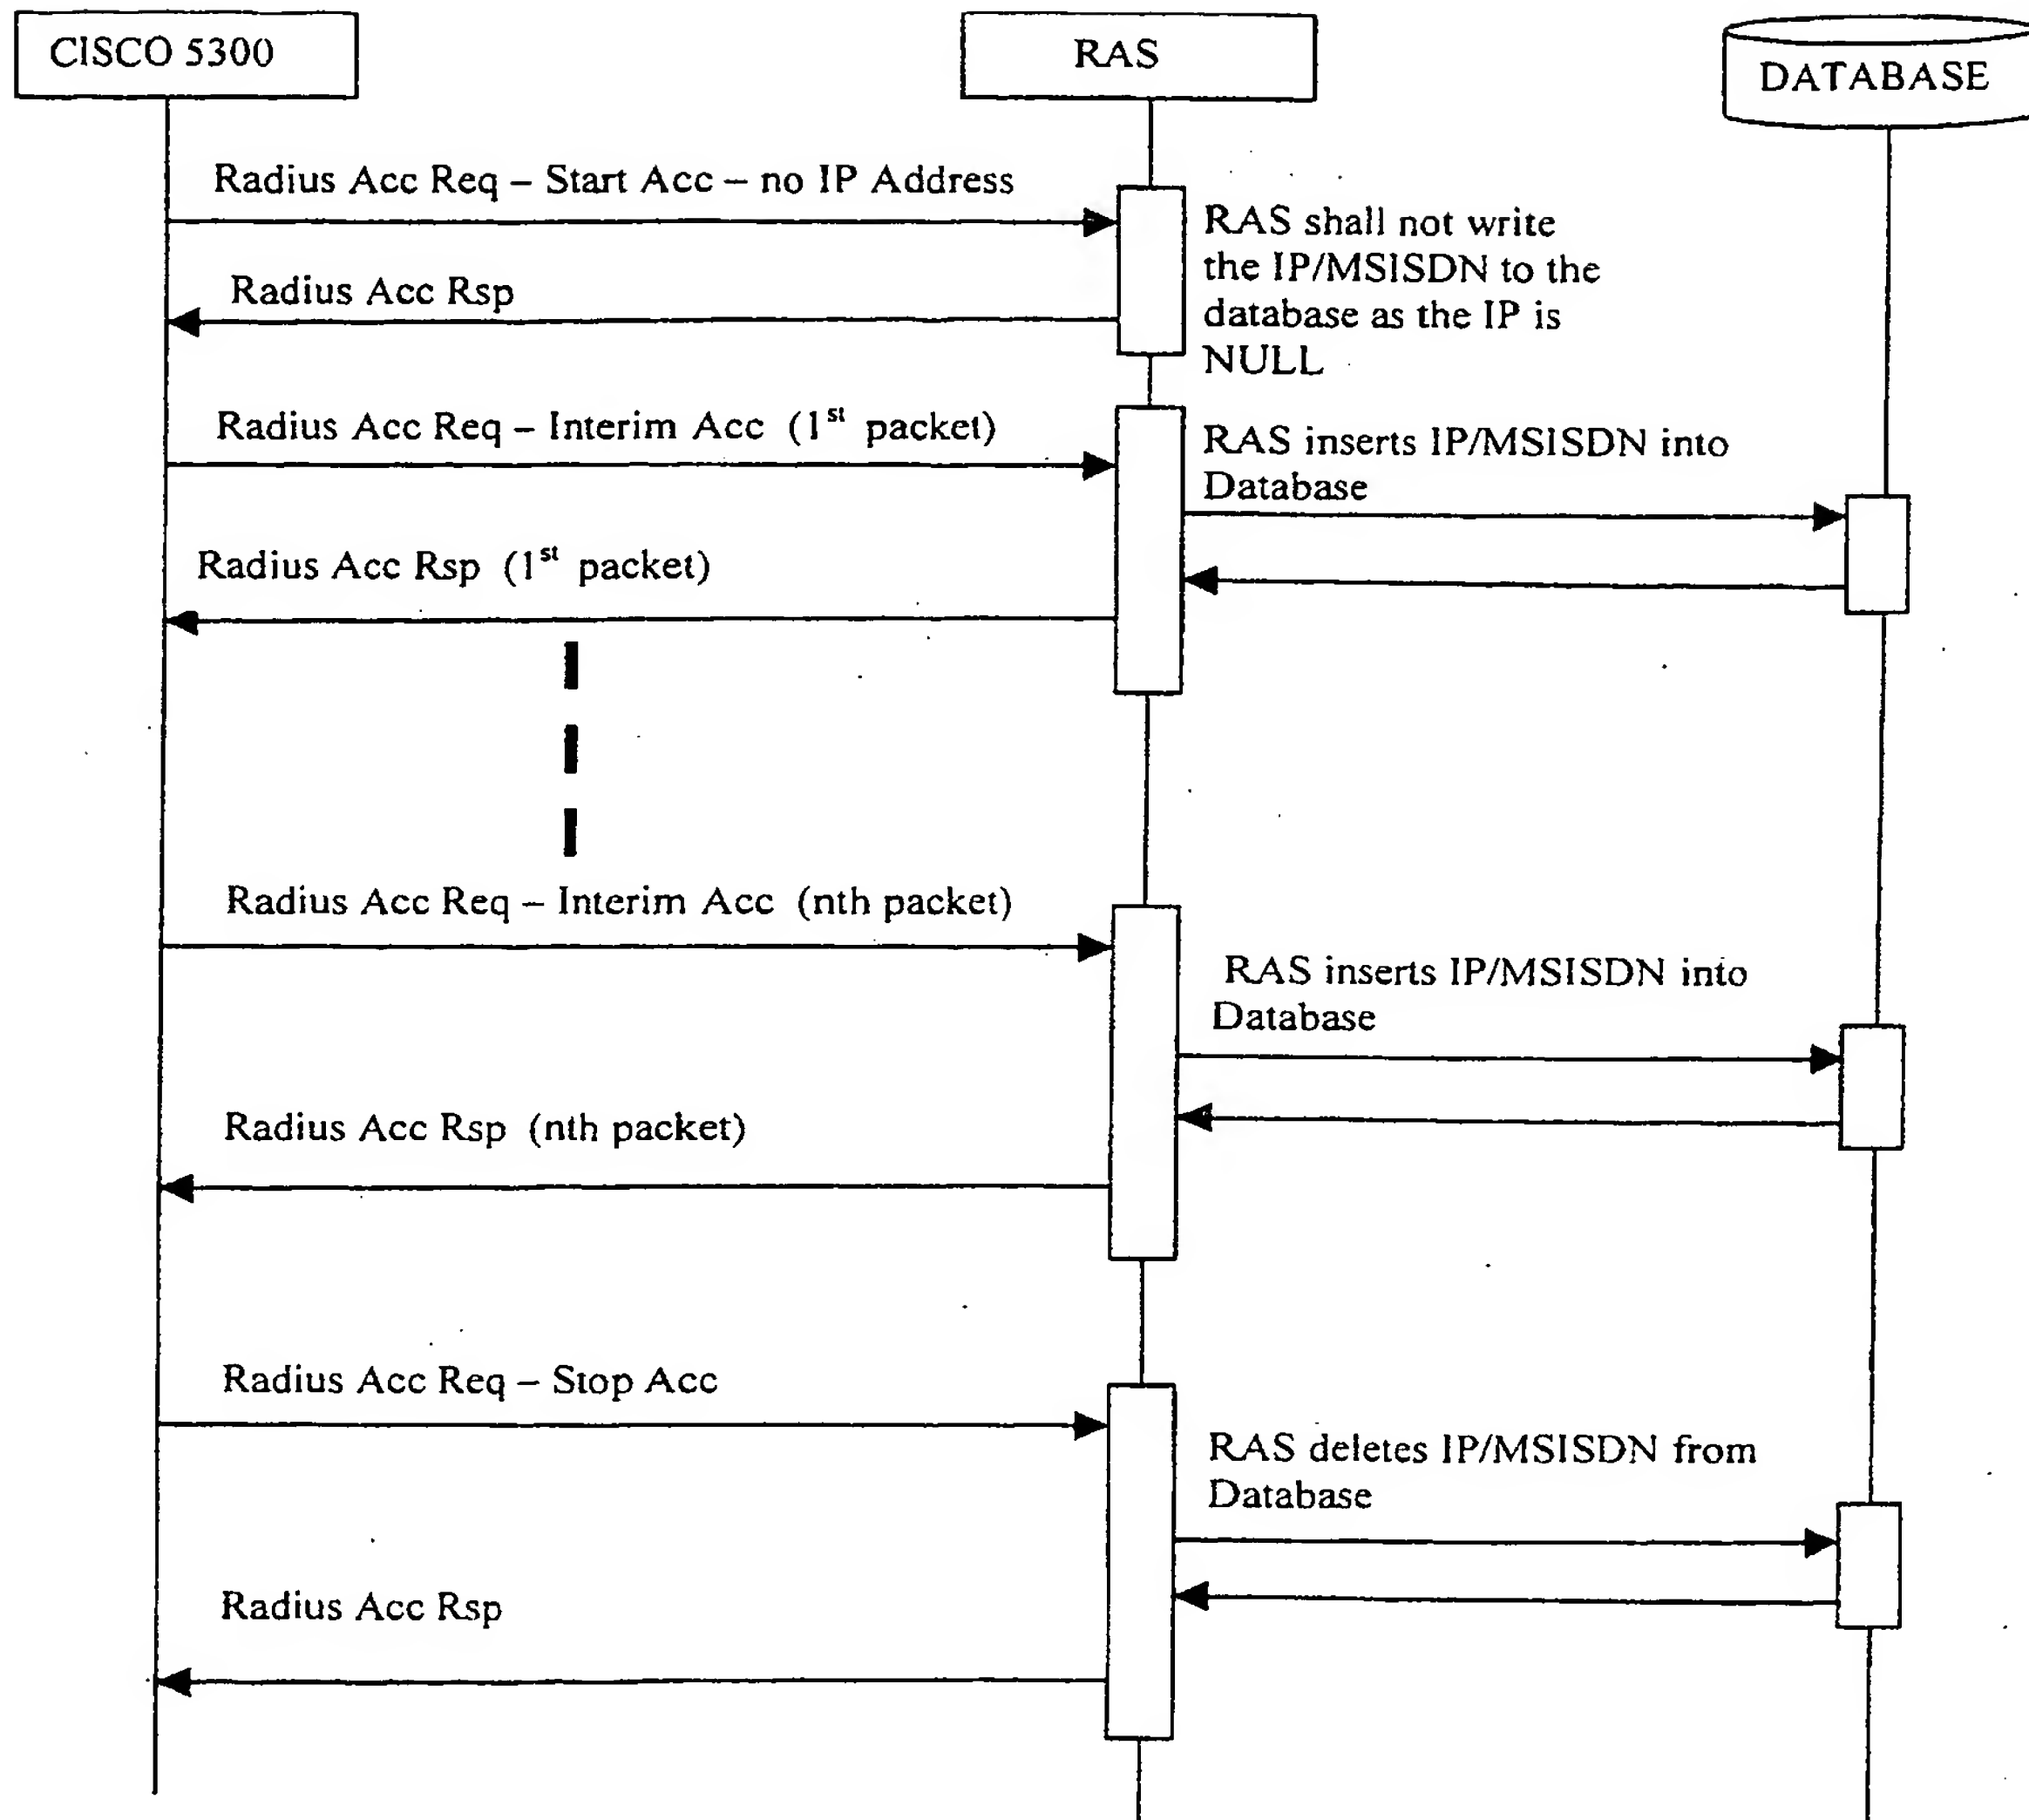 CISCO 5300
RAS
DATABASE
Radius Acc Req – Start Acc – no IP Address
RAS shall not write
the IP/MSISDN to the
database as the IP is
NULL
Radius Acc Rsp
Radius Acc Req – Interim Acc (1st packet)
RAS inserts IP/MSISDN into
Database
Radius Acc Rsp (1st packet)
Radius Acc Req – Interim Acc (nth packet)
RAS inserts IP/MSISDN into
Database
Radius Acc Rsp (nth packet)
Radius Acc Req – Stop Acc
RAS deletes IP/MSISDN from
Database
Radius Acc Rsp